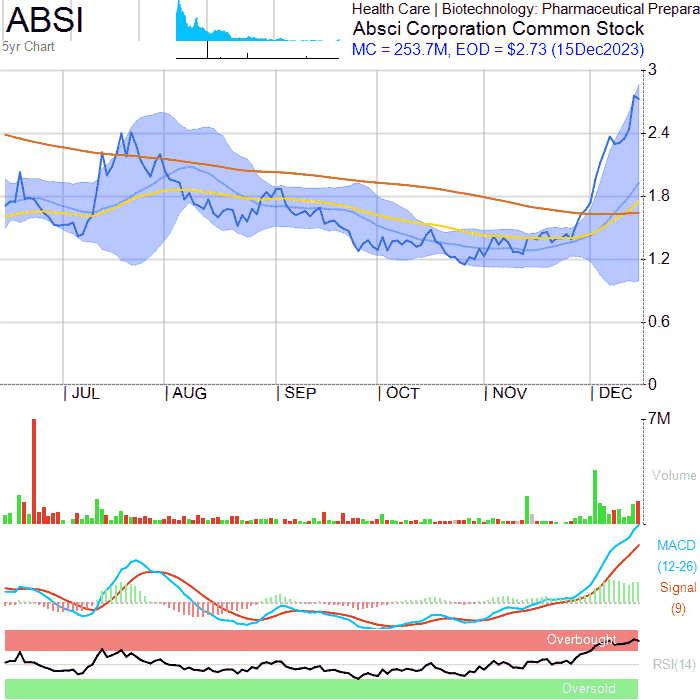 ABSI
5yr Chart
Health Care | Biotechnology: Pharmaceutical Prepara
Absci Corporation Common Stock
MC = 253.7M, EOD = $2.73 (15Dec2023)
3
2.4
1.8
1.2
0.6
0
JUL
AUG
SEP
OCT
NOV
DEC
7M
Volume
MACD
(12-26)
Signal
(9)
Overbought
RSI(14)
Oversold